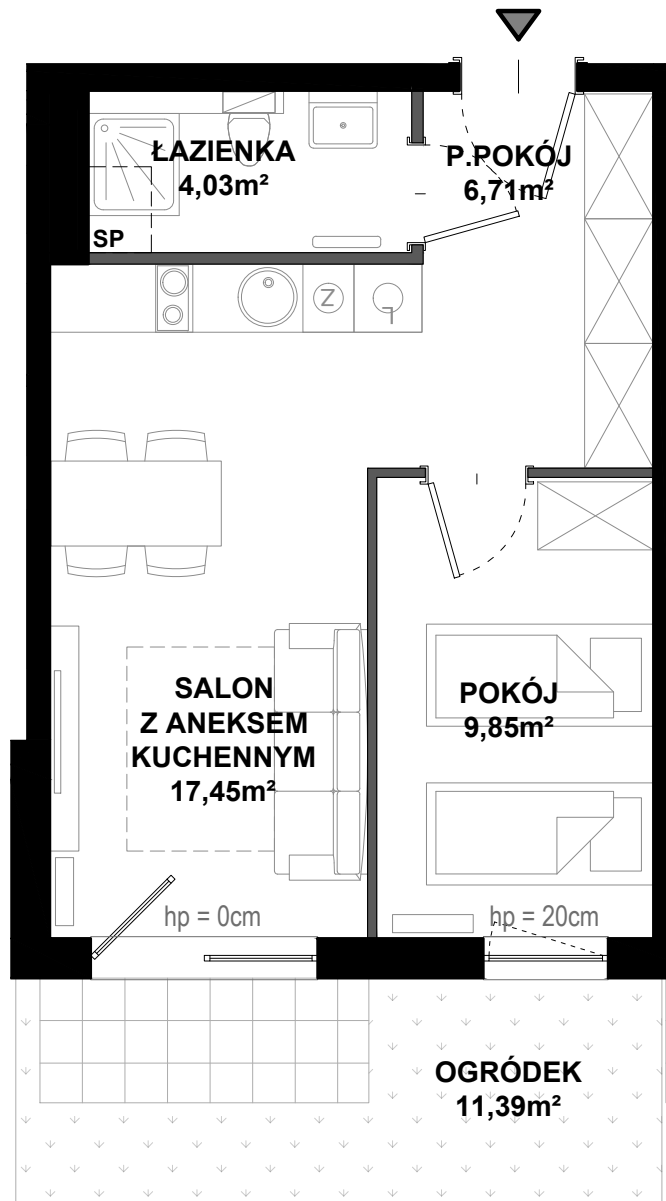 ŁAZIENKA
4,03m²
P.POKÓJ
6,71m²
SP
Z
L
SALON
Z ANEKSEM
KUCHENNYM
17,45m²
POKÓJ
9,85m²
hp = 0cm
hp = 20cm
OGRÓDEK
11,39m²